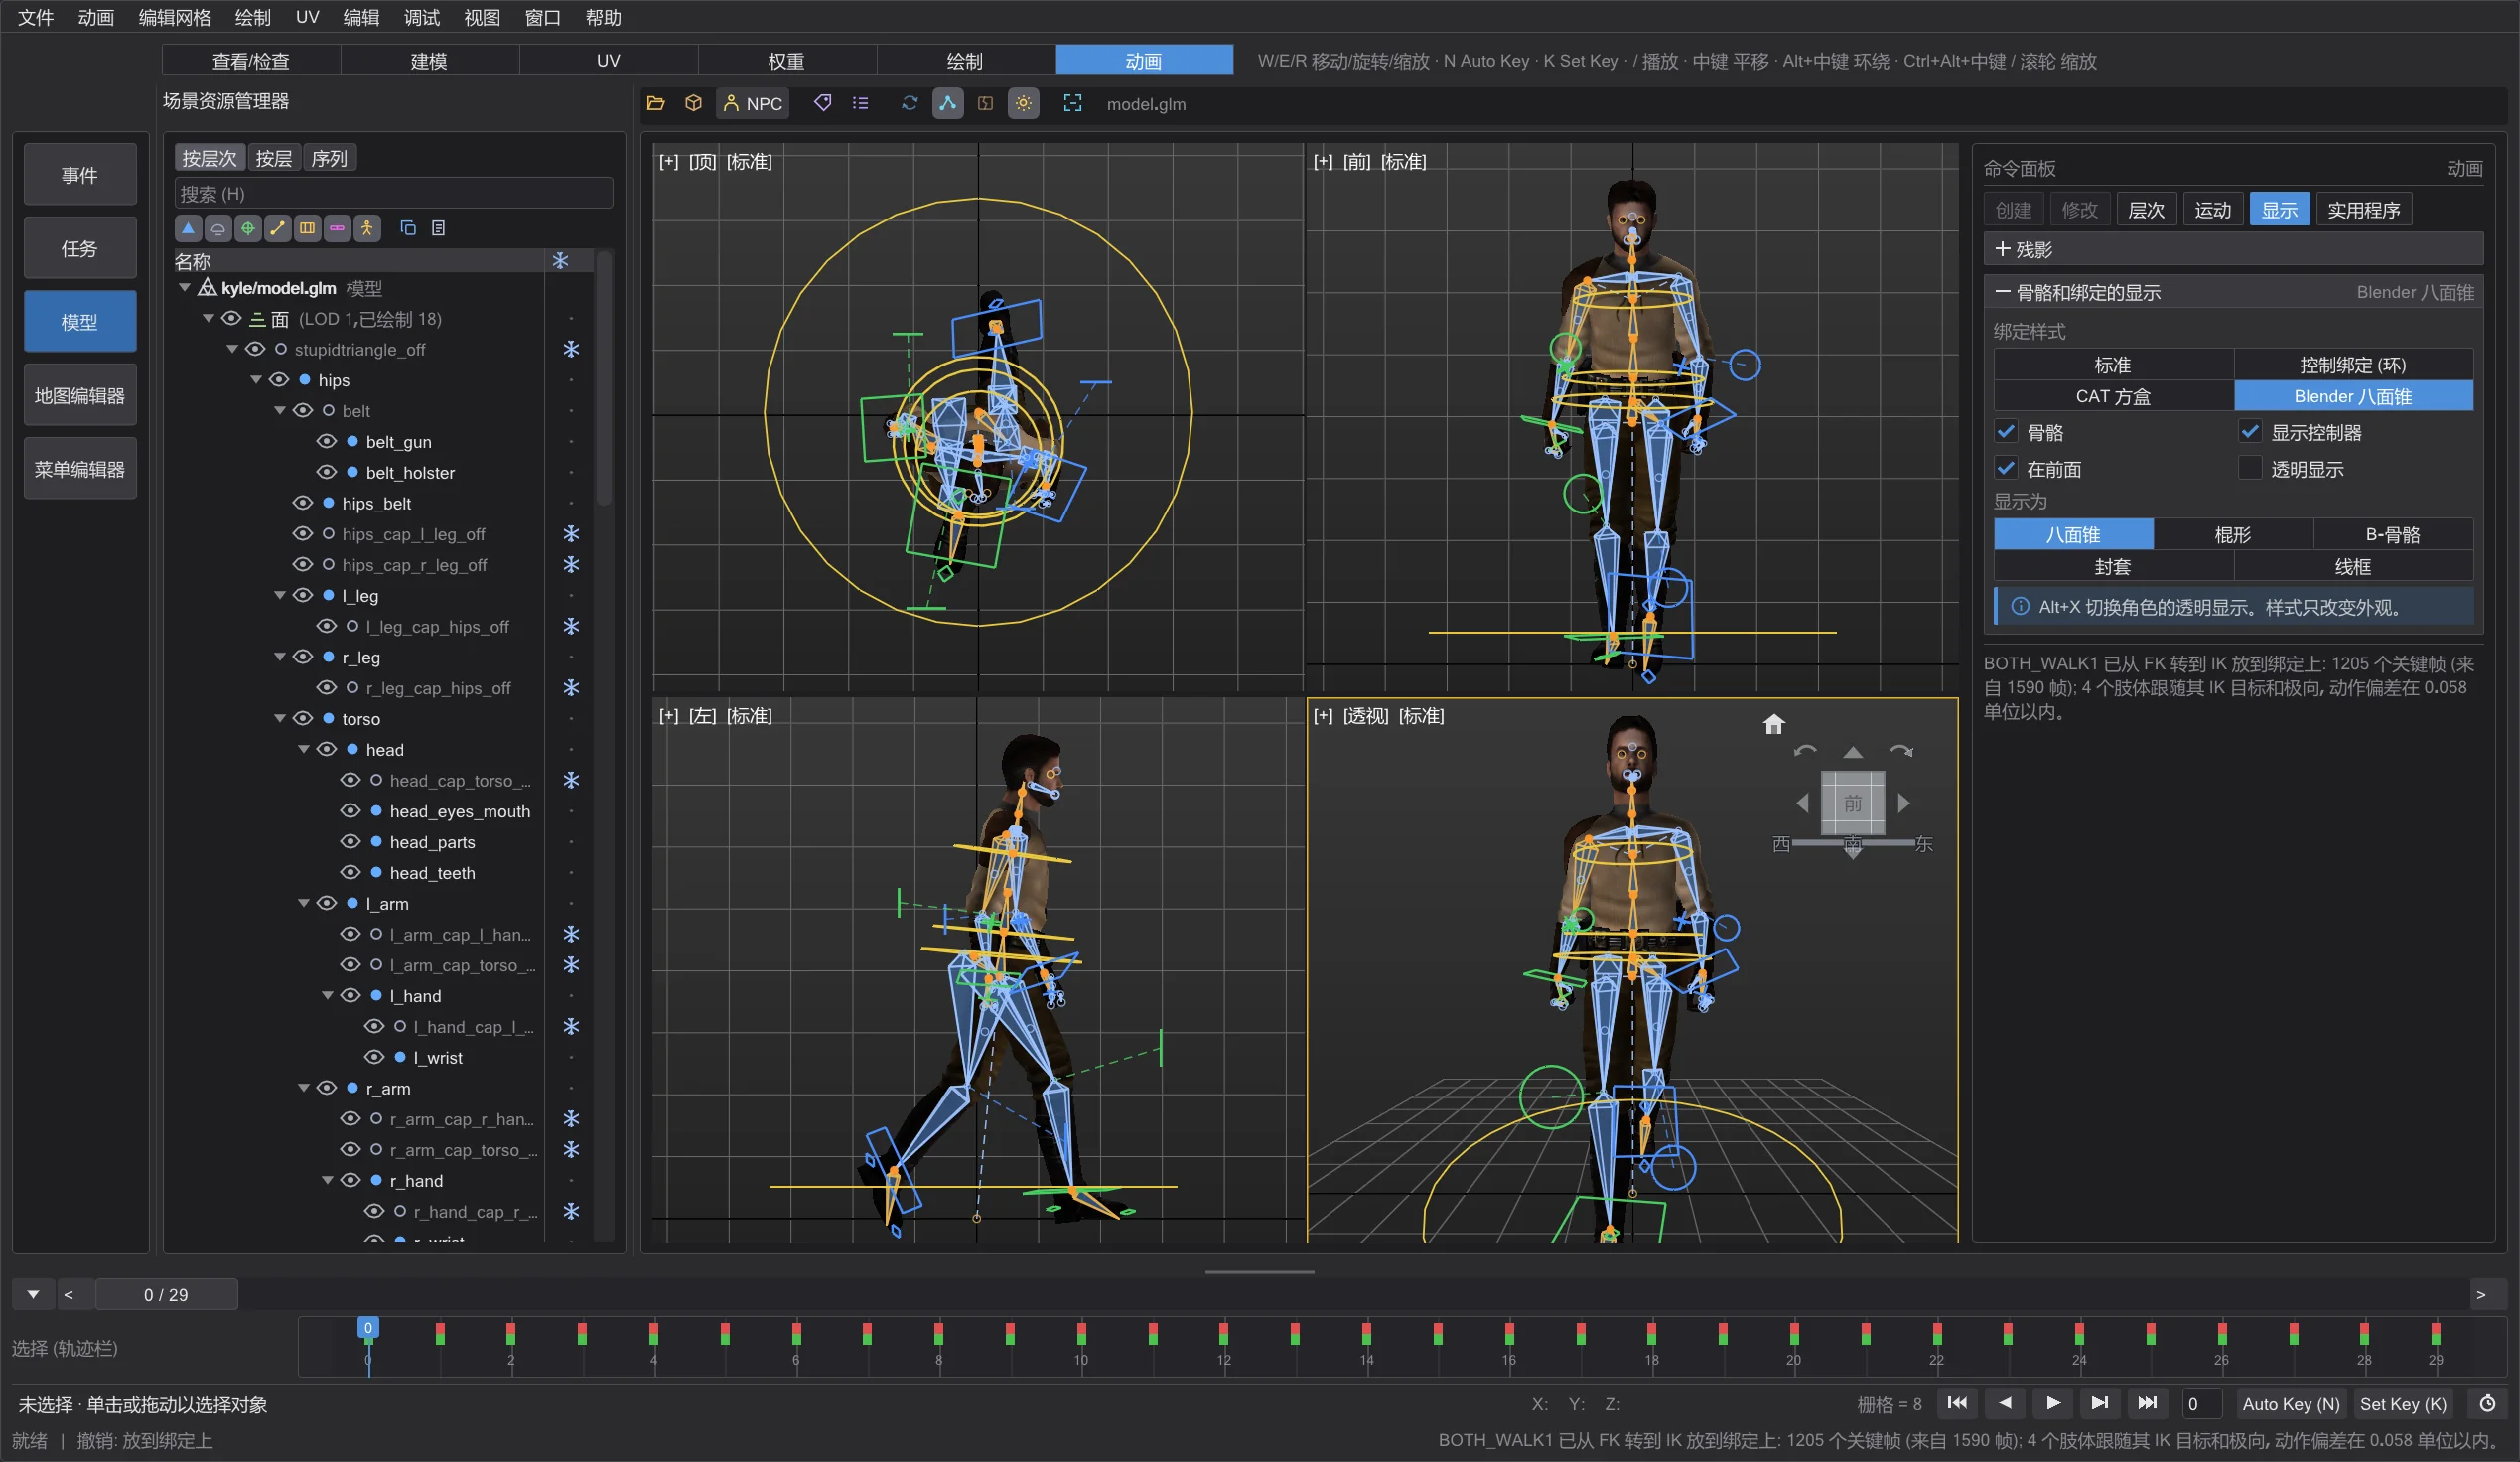 文件 动画 编辑网格 绘制 UV 编辑 调试 视图 窗口 帮助
查看/检查 建模 UV 权重 绘制 动画 W/E/R 移动/旋转/缩放 · N Auto Key · K Set Key · / 播放 · 中键 平移 · Alt+中键 环绕 · Ctrl+Alt+中键 / 滚轮 缩放
场景资源管理器
NPC model.glm
事件
任务
模型
地图编辑器
菜单编辑器
按层次 按层 序列
搜索 (H)
名称
kyle/model.glm 模型
面 (LOD 1,已绘制 18)
stupidtriangle_off
hips
belt
belt_gun
belt_holster
hips_belt
hips_cap_l_leg_off
hips_cap_r_leg_off
l_leg
l_leg_cap_hips_off
r_leg
r_leg_cap_hips_off
torso
head
head_cap_torso_...
head_eyes_mouth
head_parts
head_teeth
l_arm
l_arm_cap_l_han...
l_arm_cap_torso_...
l_hand
l_hand_cap_l_...
l_wrist
r_arm
r_arm_cap_r_han...
r_arm_cap_torso_...
r_hand
r_hand_cap_r_...
r_wrist
[+] [顶] [标准]
[+] [前] [标准]
[+] [左] [标准]
[+] [透视] [标准]
前
西 南 东
命令面板 动画
创建 修改 层次 运动 显示 实用程序
+ 残影
− 骨骼和绑定的显示 Blender 八面锥
绑定样式
标准 控制绑定 (环)
CAT 方盒 Blender 八面锥
骨骼 显示控制器
在前面 透明显示
显示为
八面锥 棍形 B-骨骼
封套 线框
Alt+X 切换角色的透明显示。样式只改变外观。
BOTH_WALK1 已从 FK 转到 IK 放到绑定上: 1205 个关键帧 (来
自 1590 帧); 4 个肢体跟随其 IK 目标和极向, 动作偏差在 0.058
单位以内。
< 0 / 29 >
选择 (轨迹栏)
0
0 2 4 6 8 10 12 14 16 18 20 22 24 26 28 29
未选择 · 单击或拖动以选择对象 X: Y: Z: 栅格 = 8 0 Auto Key (N) Set Key (K)
就绪 | 撤销: 放到绑定上 BOTH_WALK1 已从 FK 转到 IK 放到绑定上: 1205 个关键帧 (来自 1590 帧); 4 个肢体跟随其 IK 目标和极向, 动作偏差在 0.058 单位以内。